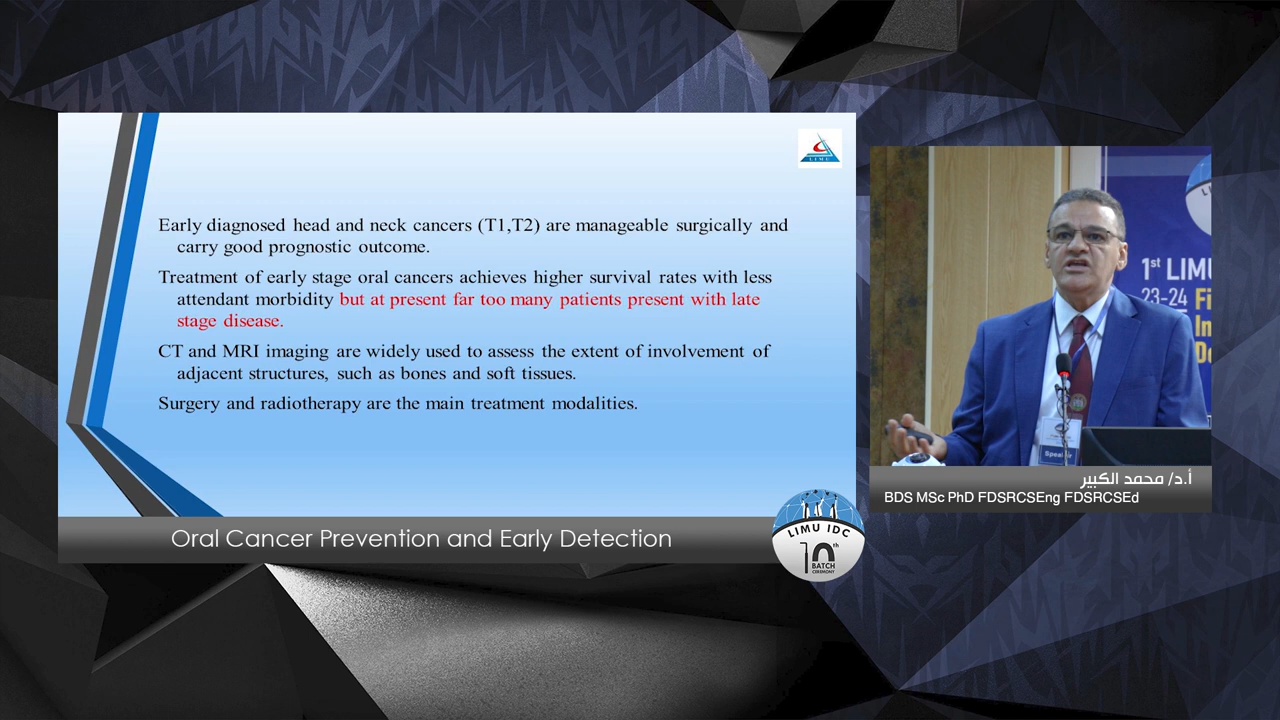 LIMU
Early diagnosed head and neck cancers (T1,T2) are manageable surgically and
carry good prognostic outcome.
Treatment of early stage oral cancers achieves higher survival rates with less
attendant morbidity but at present far too many patients present with late
stage disease.
CT and MRI imaging are widely used to assess the extent of involvement of
adjacent structures, such as bones and soft tissues.
Surgery and radiotherapy are the main treatment modalities.
Oral Cancer Prevention and Early Detection
LIMU IDC
10th
BATCH
CEREMONY
1st LIMU
23-24
Fi
In
De
أ.د/ محمد الكبير
BDS MSc PhD FDSRCSEng FDSRCSEd